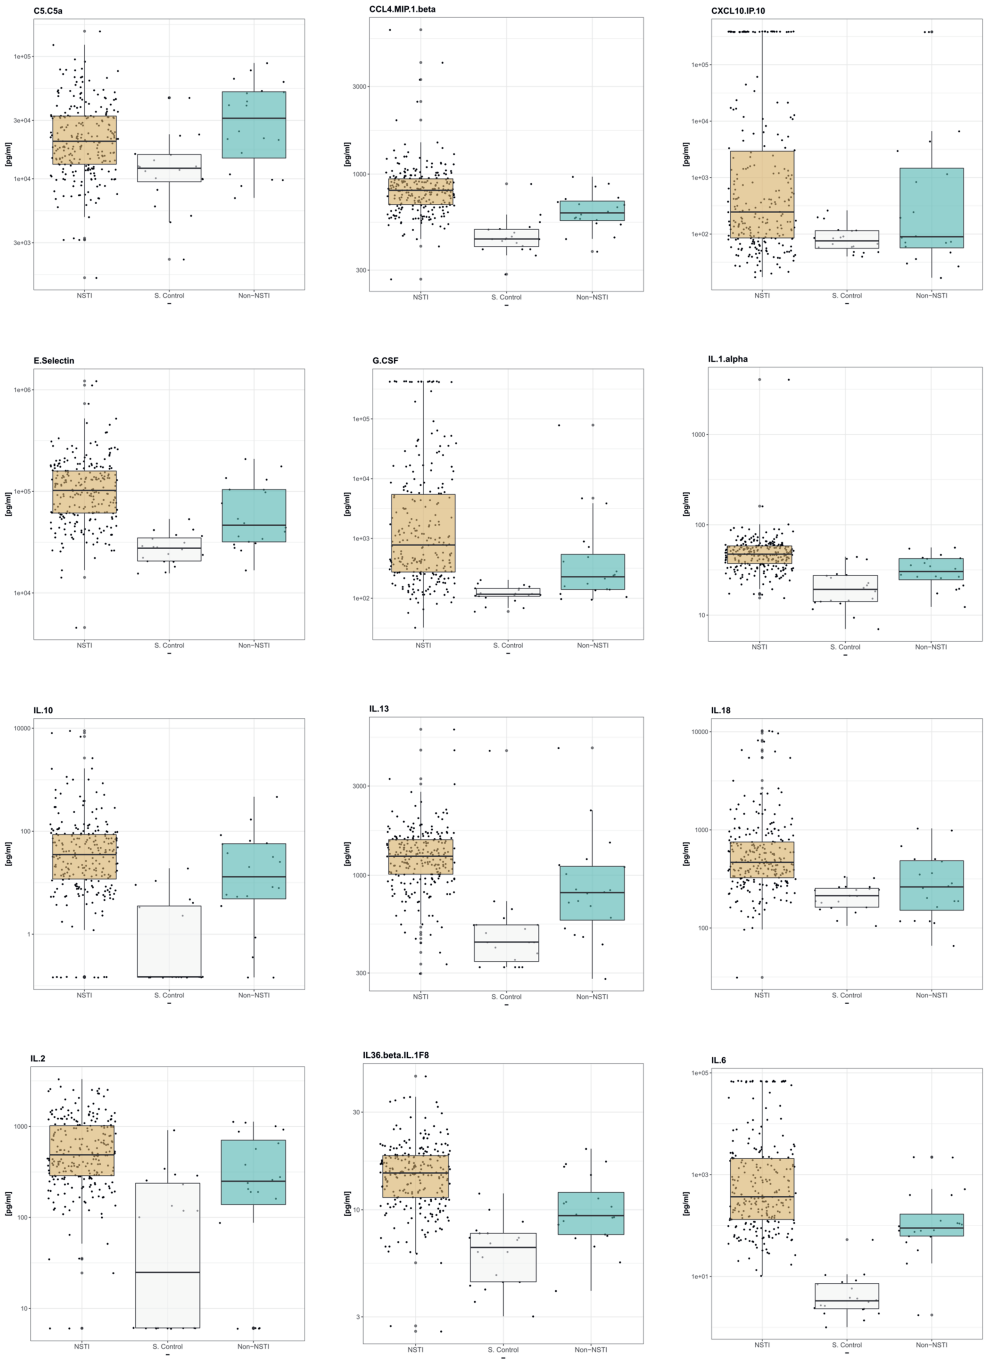 C5.C5a
[pg/ml]
1e+05
3e+04
1e+04
3e+03
NSTI S. Control Non-NSTI
–
CCL4.MIP.1.beta
[pg/ml]
3000
1000
300
NSTI S. Control Non-NSTI
–
CXCL10.IP.10
[pg/ml]
1e+05
1e+04
1e+03
1e+02
NSTI S. Control Non-NSTI
–
E.Selectin
[pg/ml]
1e+06
1e+05
1e+04
NSTI S. Control Non-NSTI
–
G.CSF
[pg/ml]
1e+05
1e+04
1e+03
1e+02
NSTI S. Control Non-NSTI
–
IL.1.alpha
[pg/ml]
1000
100
10
NSTI S. Control Non-NSTI
–
IL.10
[pg/ml]
10000
100
1
NSTI S. Control Non-NSTI
–
IL.13
[pg/ml]
3000
1000
300
NSTI S. Control Non-NSTI
–
IL.18
[pg/ml]
10000
1000
100
NSTI S. Control Non-NSTI
–
IL.2
[pg/ml]
1000
100
10
NSTI S. Control Non-NSTI
–
IL36.beta.IL.1F8
[pg/ml]
30
10
3
NSTI S. Control Non-NSTI
–
IL.6
[pg/ml]
1e+05
1e+03
1e+01
NSTI S. Control Non-NSTI
–